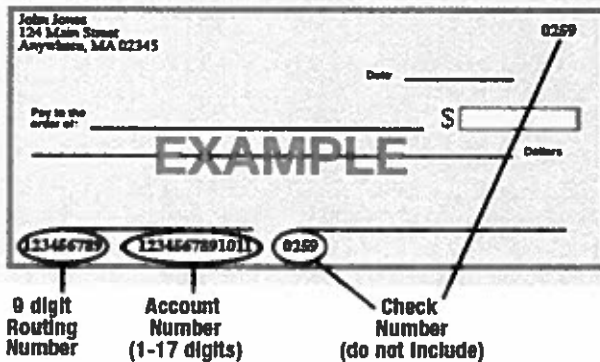 John Jones
124 Main Street
Anywhere, MA 02345
0259
Date
Pay to the
order of:
$
EXAMPLE
Dollars
123456789 1234567891011 0259
9 digit
Routing
Number
Account
Number
(1-17 digits)
Check
Number
(do not include)